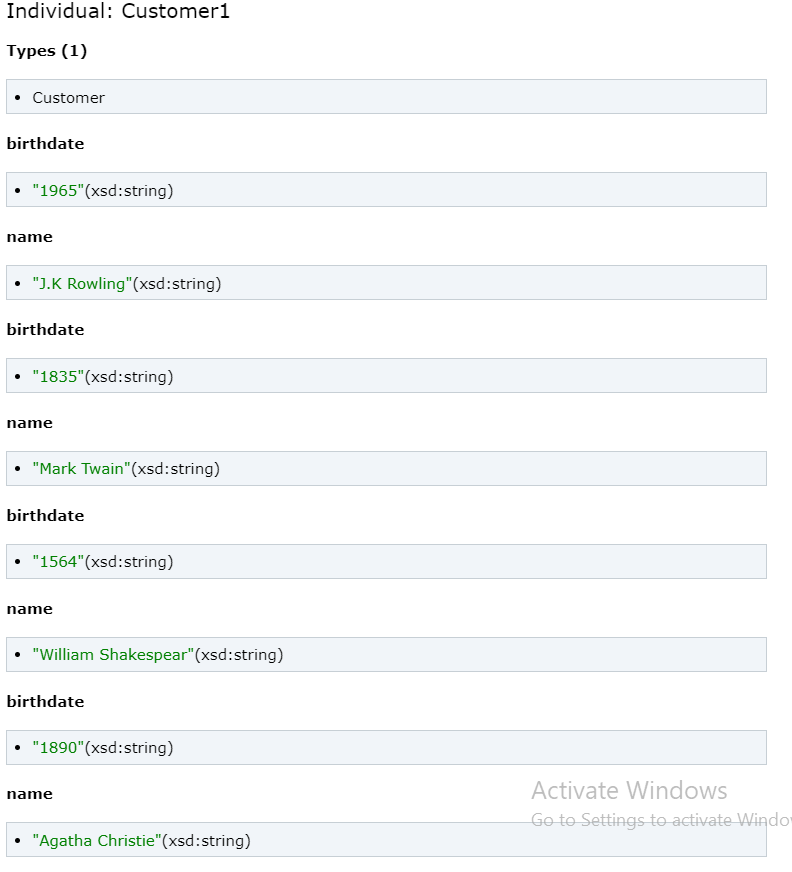 Individual: Customer1
Types (1)
• Customer
birthdate
• "1965"(xsd:string)
name
• "J.K Rowling"(xsd:string)
birthdate
• "1835"(xsd:string)
name
• "Mark Twain"(xsd:string)
birthdate
• "1564"(xsd:string)
name
• "William Shakespear"(xsd:string)
birthdate
• "1890"(xsd:string)
name
Activate Windows
Go to Settings to activate Windo
• "Agatha Christie"(xsd:string)